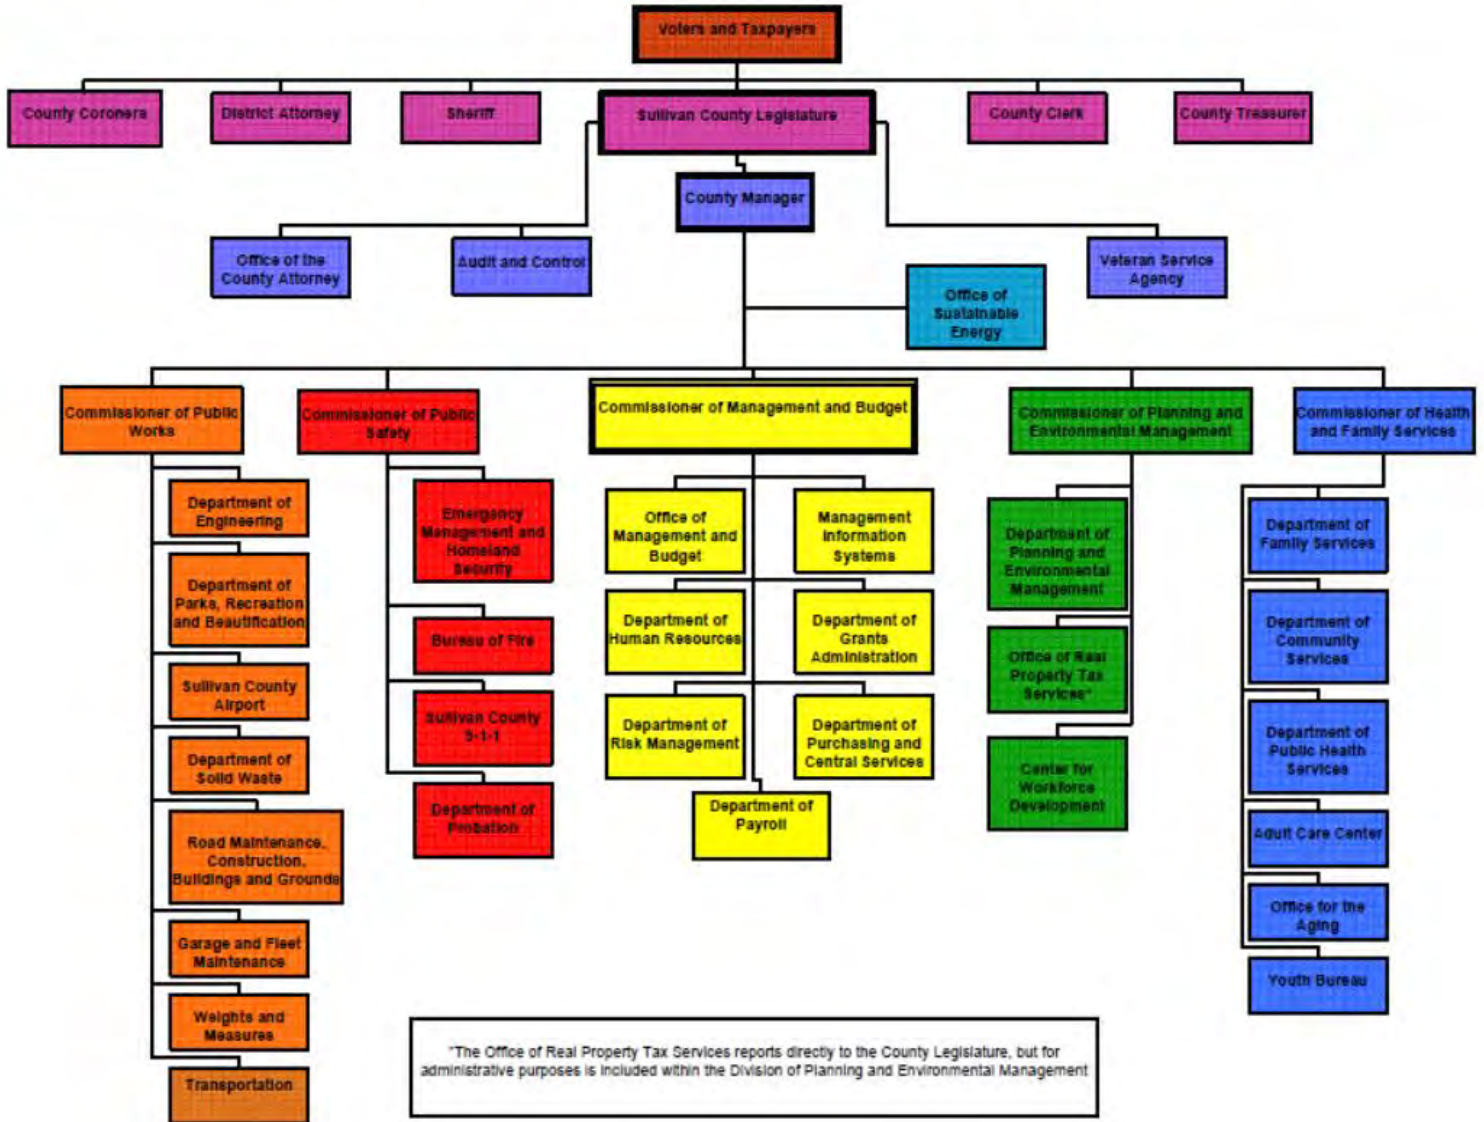 Voters and Taxpayers
County Coroners
District Attorney
Sheriff
Sullivan County Legislature
County Clerk
County Treasurer
County Manager
Office of the
County Attorney
Audit and Control
Veteran Service
Agency
Office of
Sustainable
Energy
Commissioner of Public
Works
Commissioner of Public
Safety
Commissioner of Management and Budget
Commissioner of Planning and
Environmental Management
Commissioner of Health
and Family Services
Department of
Engineering
Department of
Parks, Recreation
and Beautification
Sullivan County
Airport
Department of
Solid Waste
Road Maintenance,
Construction,
Buildings and Grounds
Garage and Fleet
Maintenance
Weights and
Measures
Transportation
Emergency
Management and
Homeland
Security
Bureau of Fire
Sullivan County
9-1-1
Department of
Probation
Office of
Management and
Budget
Management
Information
Systems
Department of
Human Resources
Department of
Grants
Administration
Department of
Risk Management
Department of
Purchasing and
Central Services
Department of
Payroll
Department of
Planning and
Environmental
Management
Office of Real
Property Tax
Services*
Center for
Workforce
Development
Department of
Family Services
Department of
Community
Services
Department of
Public Health
Services
Adult Care Center
Office for the
Aging
Youth Bureau
*The Office of Real Property Tax Services reports directly to the County Legislature, but for
administrative purposes is included within the Division of Planning and Environmental Management